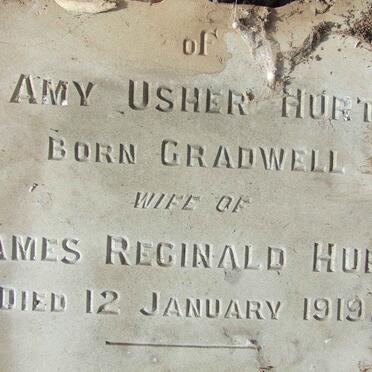 of
AMY USHER HURT
BORN GRADWELL
WIFE OF
AMES REGINALD HUR
DIED 12 JANUARY 1919